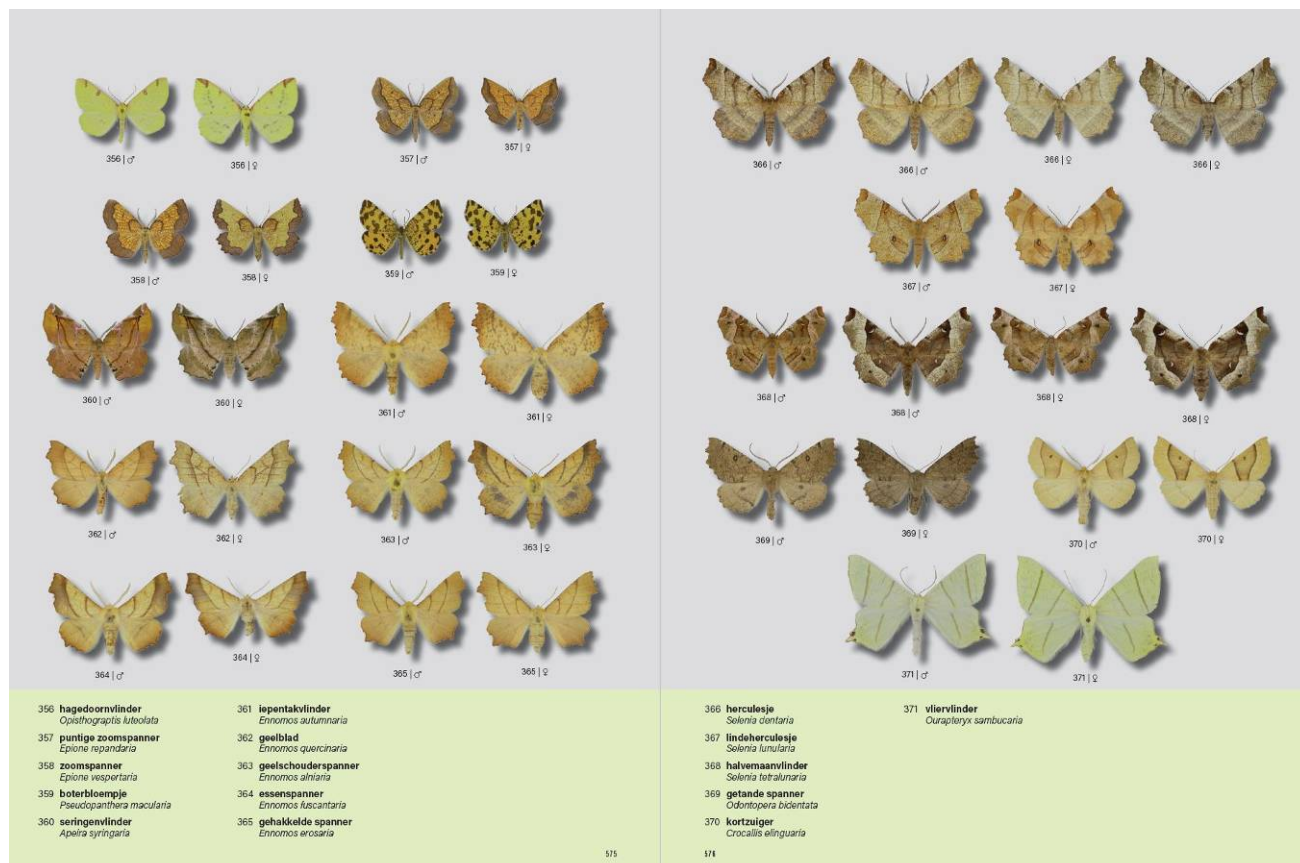 356 | ♂
356 | ♀
357 | ♂
357 | ♀
358 | ♂
358 | ♀
359 | ♂
359 | ♀
360 | ♂
360 | ♀
361 | ♂
361 | ♀
362 | ♂
362 | ♀
363 | ♂
363 | ♀
364 | ♂
364 | ♀
365 | ♂
365 | ♀
356 hagedoornvlinder
Opisthograptis luteolata
357 puntige zoomspanner
Epione repandaria
358 zoomspanner
Epione vespertaria
359 boterbloempje
Pseudopanthera macularia
360 seringenvlinder
Apeira syringaria
361 iepentakvlinder
Ennomos autumnaria
362 geelblad
Ennomos quercinaria
363 geelschouderspanner
Ennomos alniaria
364 essenspanner
Ennomos fuscantaria
365 gehakkelde spanner
Ennomos erosaria
575
366 | ♂
366 | ♂
366 | ♀
366 | ♀
367 | ♂
367 | ♀
368 | ♂
368 | ♂
368 | ♀
368 | ♀
369 | ♂
369 | ♀
370 | ♂
370 | ♀
371 | ♂
371 | ♀
366 herculesje
Selenia dentaria
367 lindeherculesje
Selenia lunularia
368 halvemaanvlinder
Selenia tetralunaria
369 getande spanner
Odontopera bidentata
370 kortzuiger
Crocallis elinguaria
371 vliervlinder
Ourapteryx sambucaria
576